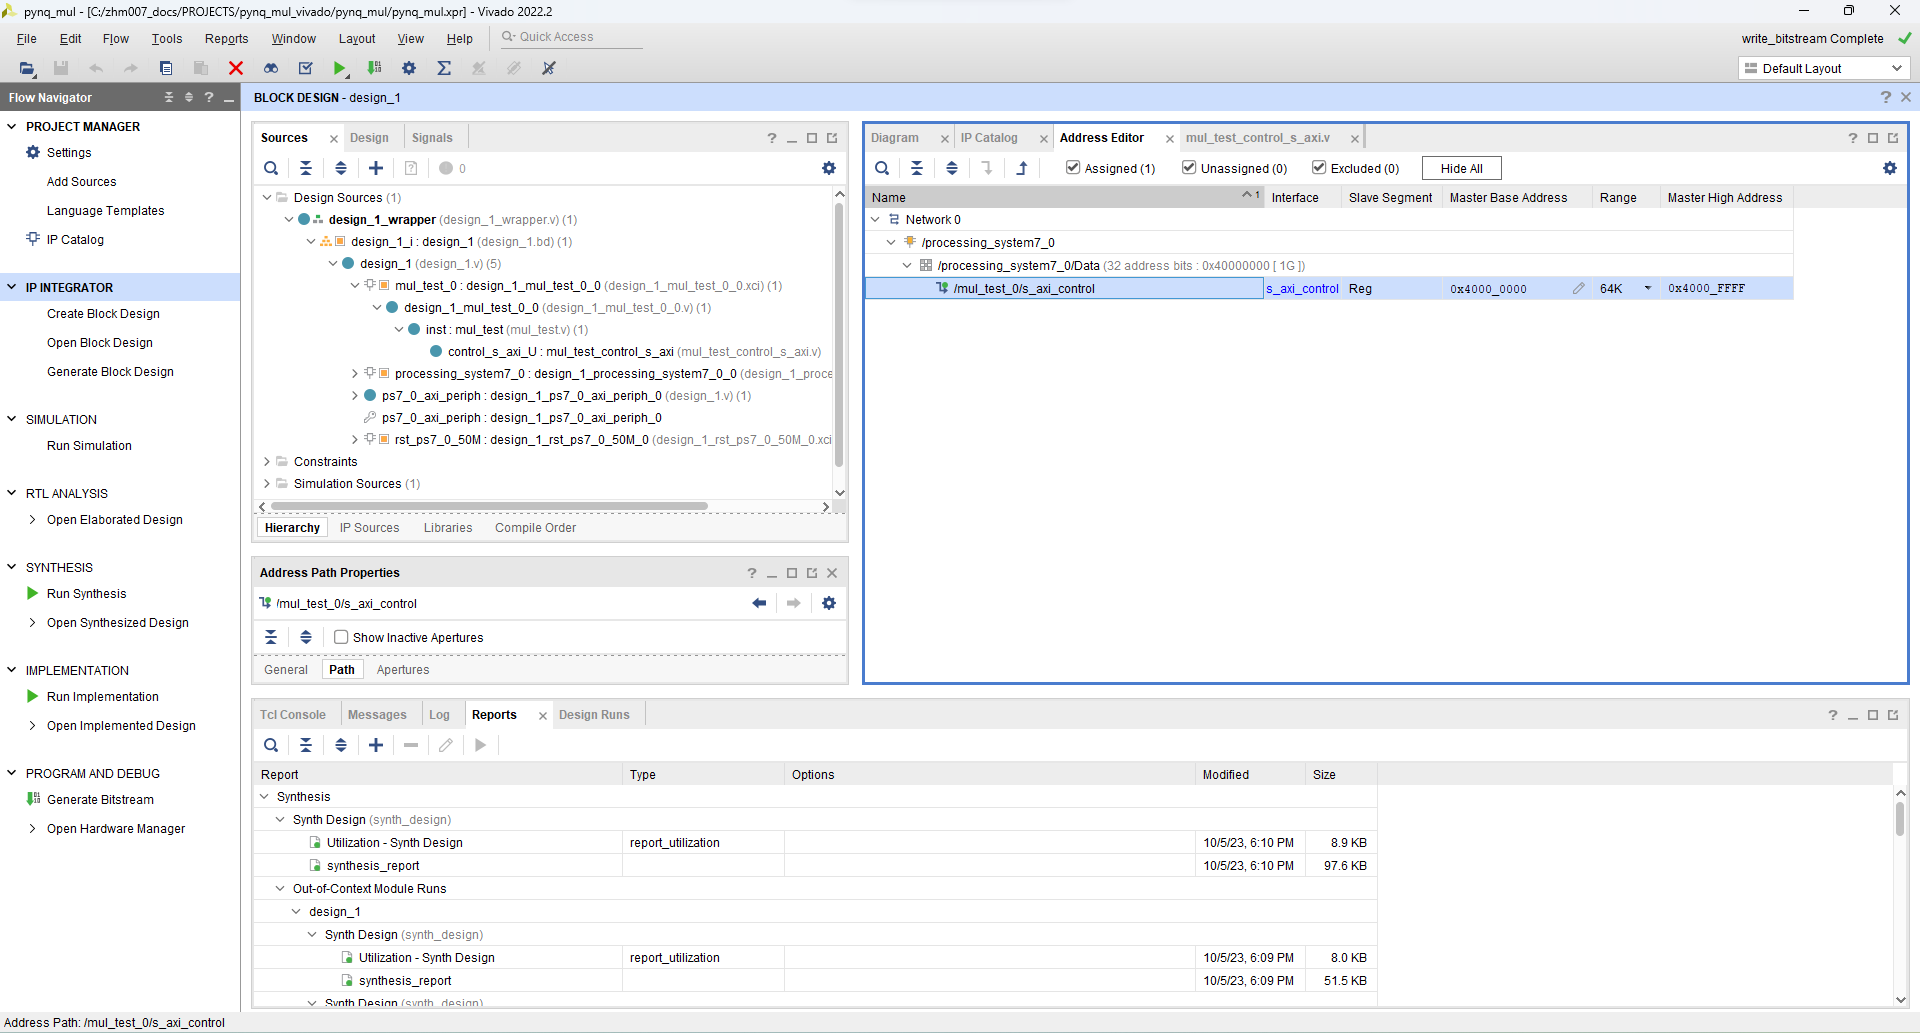 pynq_mul - [C:/zhm007_docs/PROJECTS/pynq_mul_vivado/pynq_mul/pynq_mul.xpr] - Vivado 2022.2
File Edit Flow Tools Reports Window Layout View Help Quick Access
write_bitstream Complete
Default Layout
Flow Navigator
PROJECT MANAGER
Settings
Add Sources
Language Templates
IP Catalog
IP INTEGRATOR
Create Block Design
Open Block Design
Generate Block Design
SIMULATION
Run Simulation
RTL ANALYSIS
Open Elaborated Design
SYNTHESIS
Run Synthesis
Open Synthesized Design
IMPLEMENTATION
Run Implementation
Open Implemented Design
PROGRAM AND DEBUG
Generate Bitstream
Open Hardware Manager
BLOCK DESIGN - design_1
Sources Design Signals
0
Design Sources (1)
design_1_wrapper (design_1_wrapper.v) (1)
design_1_i : design_1 (design_1.bd) (1)
design_1 (design_1.v) (5)
mul_test_0 : design_1_mul_test_0_0 (design_1_mul_test_0_0.xci) (1)
design_1_mul_test_0_0 (design_1_mul_test_0_0.v) (1)
inst : mul_test (mul_test.v) (1)
control_s_axi_U : mul_test_control_s_axi (mul_test_control_s_axi.v)
processing_system7_0 : design_1_processing_system7_0_0 (design_1_proce
ps7_0_axi_periph : design_1_ps7_0_axi_periph_0 (design_1.v) (1)
ps7_0_axi_periph : design_1_ps7_0_axi_periph_0
rst_ps7_0_50M : design_1_rst_ps7_0_50M_0 (design_1_rst_ps7_0_50M_0.xci
Constraints
Simulation Sources (1)
Hierarchy IP Sources Libraries Compile Order
Address Path Properties
/mul_test_0/s_axi_control
Show Inactive Apertures
General Path Apertures
Diagram IP Catalog Address Editor mul_test_control_s_axi.v
Assigned (1) Unassigned (0) Excluded (0) Hide All
Name 1 Interface Slave Segment Master Base Address Range Master High Address
Network 0
/processing_system7_0
/processing_system7_0/Data (32 address bits : 0x40000000 [ 1G ])
/mul_test_0/s_axi_control s_axi_control Reg 0x4000_0000 64K 0x4000_FFFF
Tcl Console Messages Log Reports Design Runs
Report Type Options Modified Size
Synthesis
Synth Design (synth_design)
Utilization - Synth Design report_utilization 10/5/23, 6:10 PM 8.9 KB
synthesis_report 10/5/23, 6:10 PM 97.6 KB
Out-of-Context Module Runs
design_1
Synth Design (synth_design)
Utilization - Synth Design report_utilization 10/5/23, 6:09 PM 8.0 KB
synthesis_report 10/5/23, 6:09 PM 51.5 KB
Synth Design (synth_design)
Address Path: /mul_test_0/s_axi_control